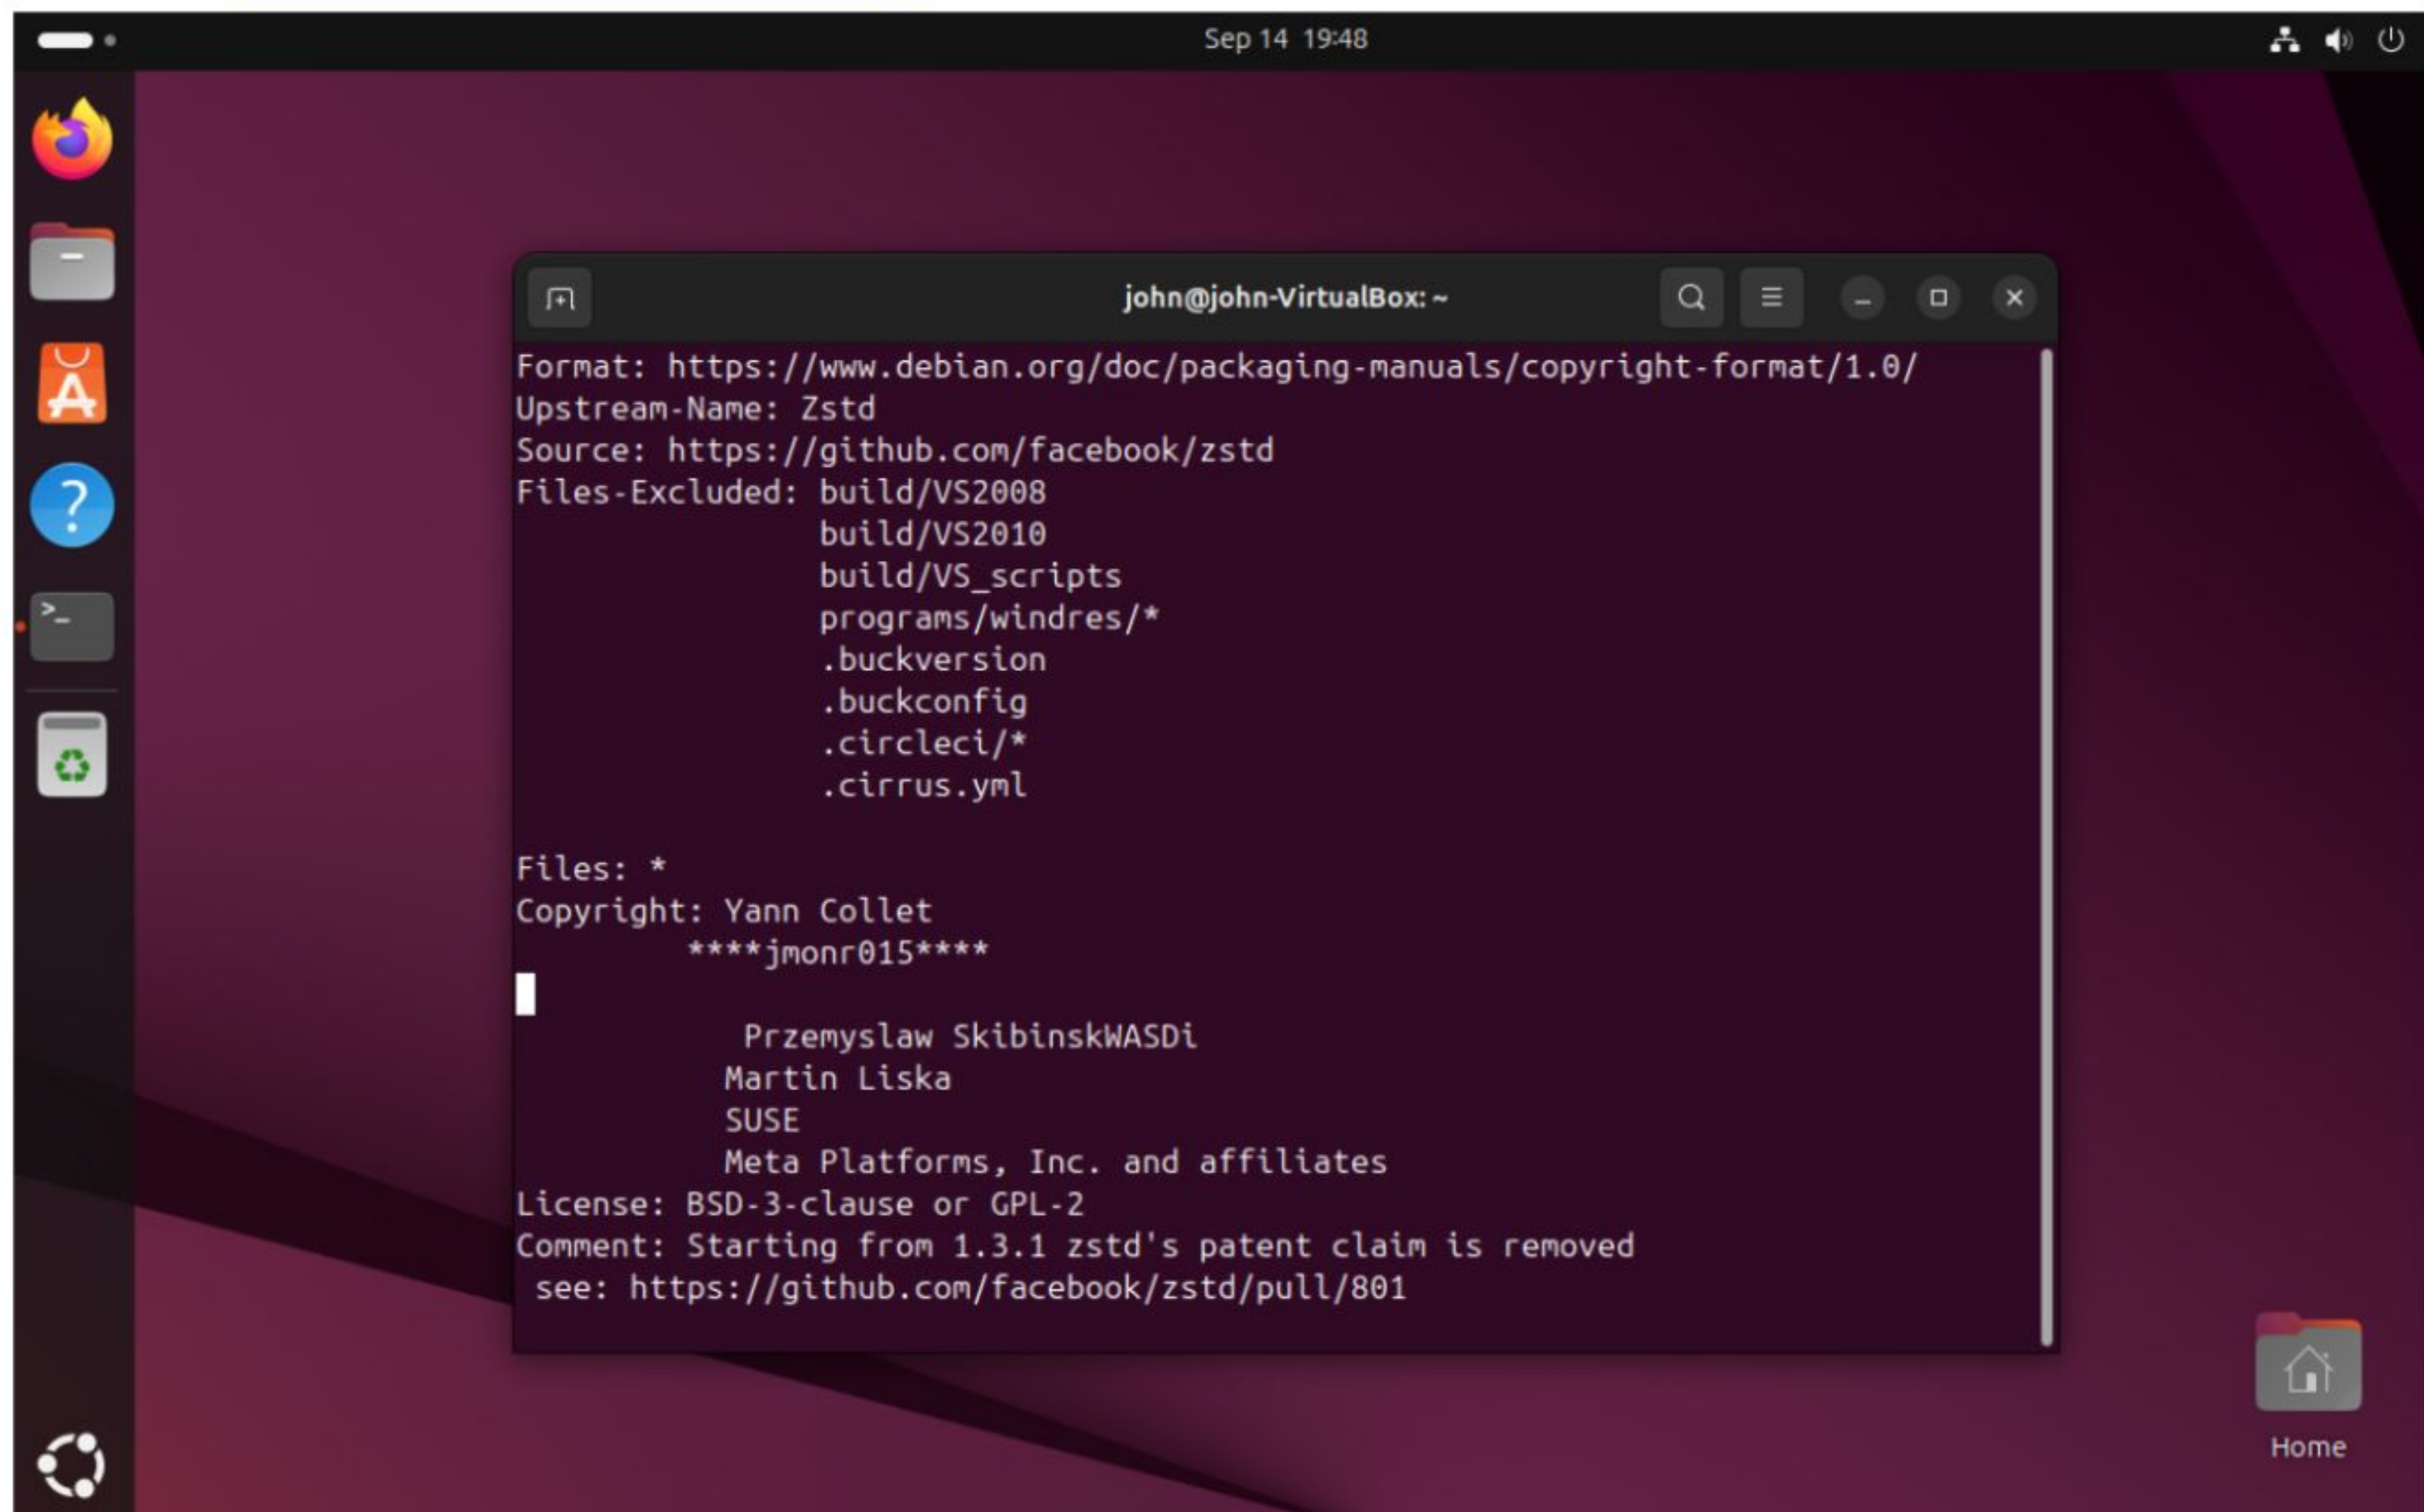 Sep 14 19:48
john@john-VirtualBox: ~
Format: https://www.debian.org/doc/packaging-manuals/copyright-format/1.0/
Upstream-Name: Zstd
Source: https://github.com/facebook/zstd
Files-Excluded: build/VS2008
build/VS2010
build/VS_scripts
programs/windres/*
.buckversion
.buckconfig
.circleci/*
.cirrus.yml
Files: *
Copyright: Yann Collet
****jmonr015****
Przemyslaw SkibinskWASDi
Martin Liska
SUSE
Meta Platforms, Inc. and affiliates
License: BSD-3-clause or GPL-2
Comment: Starting from 1.3.1 zstd's patent claim is removed
see: https://github.com/facebook/zstd/pull/801
Home